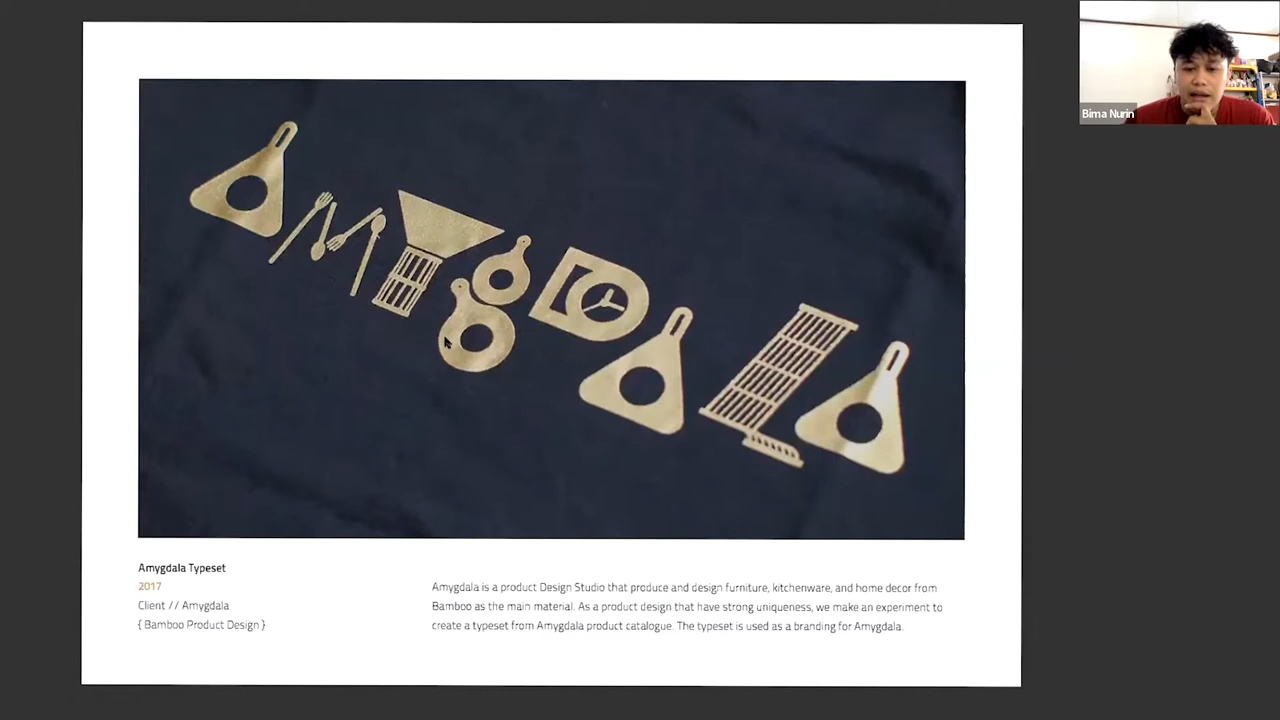 AMYGDALA
Amygdala Typeset
2017
Client // Amygdala
{ Bamboo Product Design }
Amygdala is a product Design Studio that produce and design furniture, kitchenware, and home decor from
Bamboo as the main material. As a product design that have strong uniqueness, we make an experiment to
create a typeset from Amygdala product catalogue. The typeset is used as a branding for Amygdala.
Bima Nurin